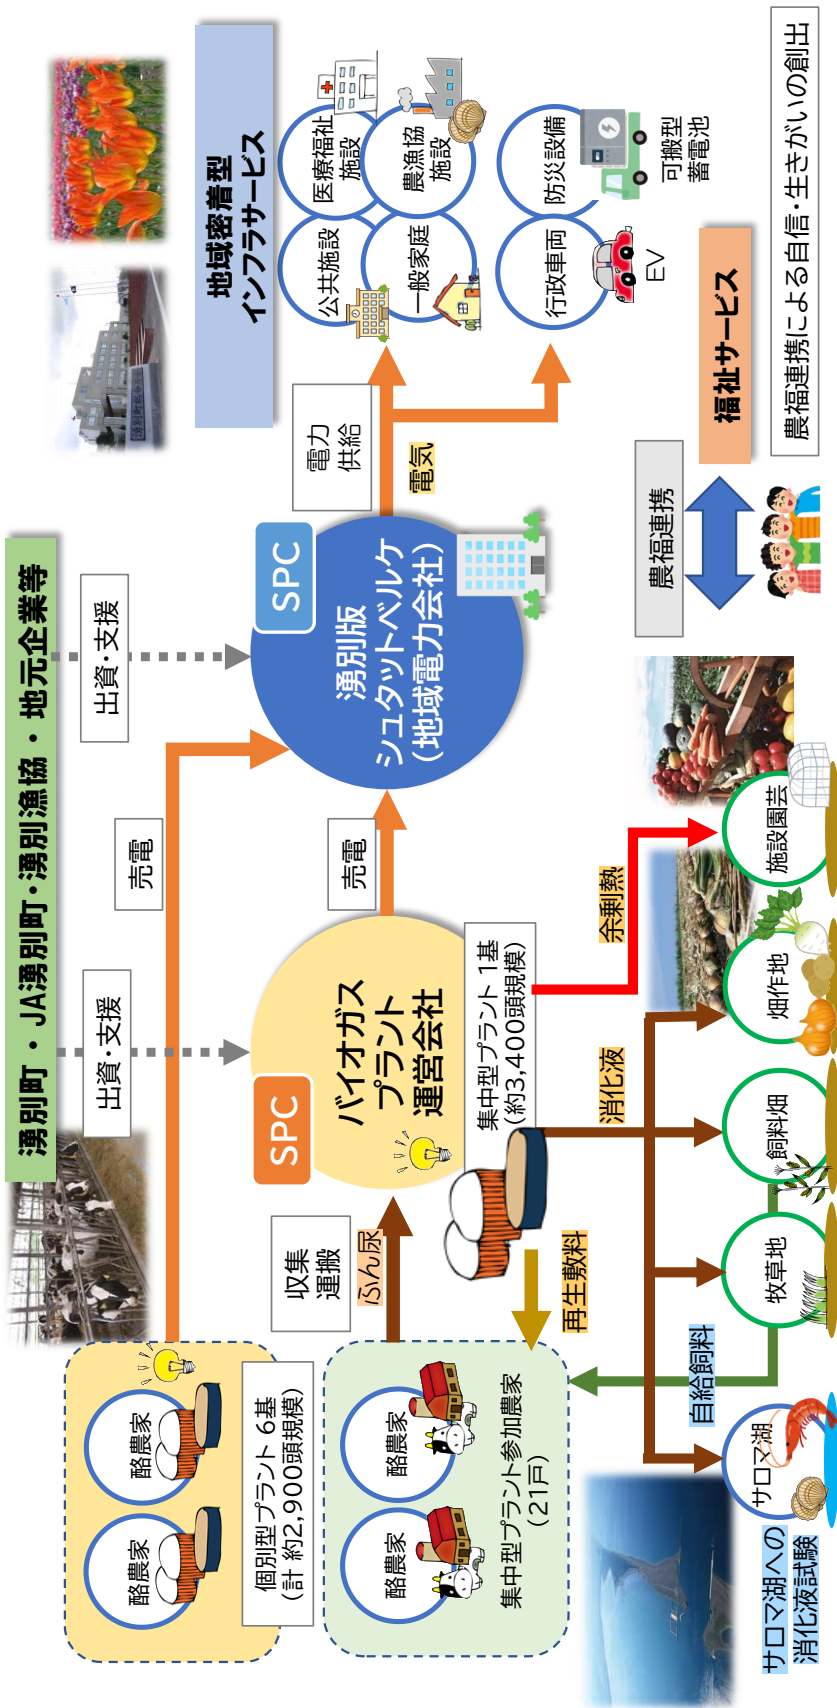 湧別町 ・ JA湧別町・湧別漁協 ・ 地元企業等
出資・支援
出資・支援
売電
売電
酪農家
酪農家
個別型プラント 6基
(計 約2,900頭規模)
酪農家
酪農家
集中型プラント参加農家
(21戸)
収集
運搬
ふん尿
再生敷料
SPC
バイオガス
プラント
運営会社
集中型プラント 1基
(約3,400頭規模)
SPC
湧別版
シュタットベルケ
(地域電力会社)
電力
供給
電気
地域密着型
インフラサービス
公共施設
医療福祉
施設
一般家庭
農漁協
施設
行政車両
防災設備
EV
可搬型
蓄電池
消化液
余剰熱
自給飼料
サロマ湖への
消化液試験
サロマ湖
牧草地
飼料畑
畑作地
施設園芸
農福連携
福祉サービス
農福連携による自信・生きがいの創出